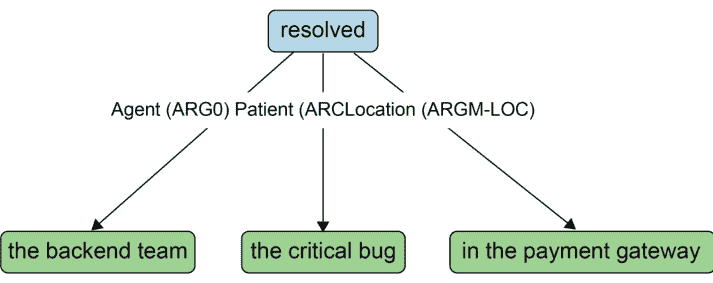 resolved
Agent (ARG0) Patient (ARCLocation (ARGM-LOC)
the backend team
the critical bug
in the payment gateway